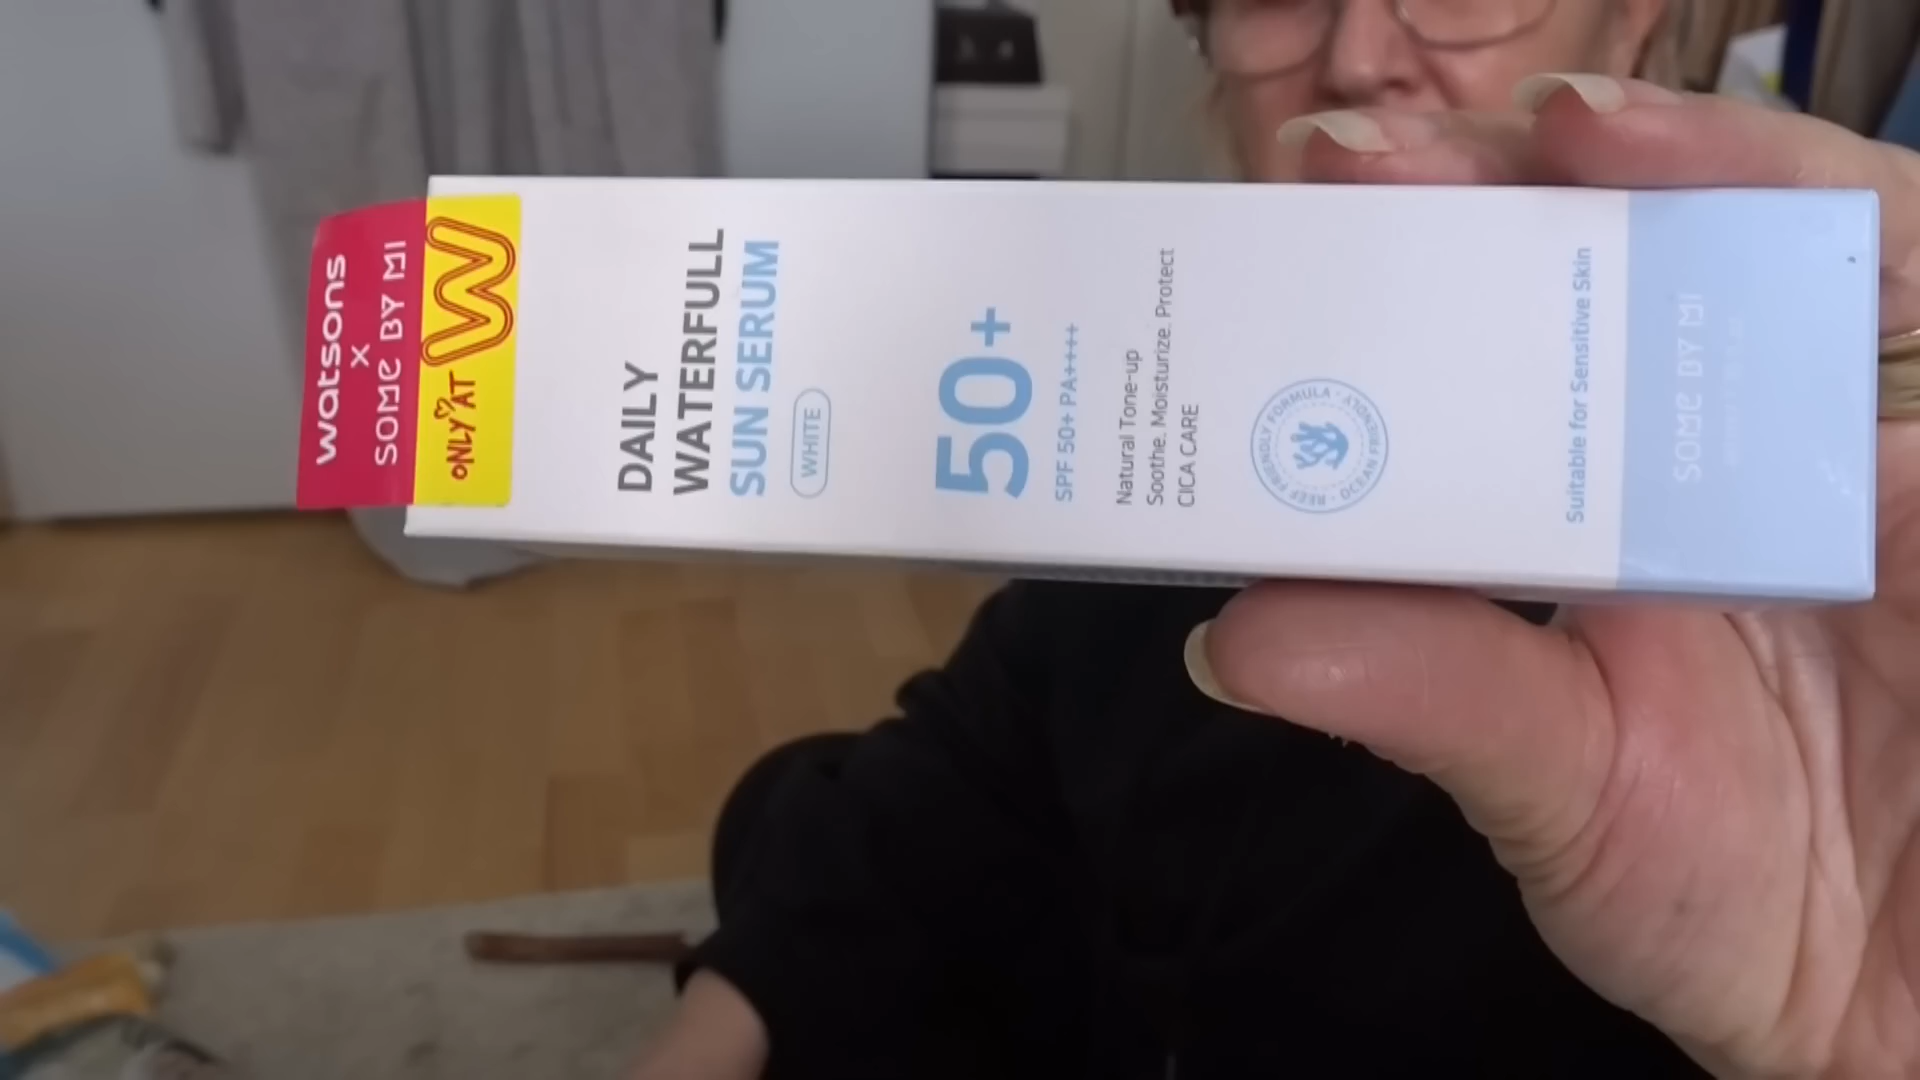 watsons
x
SOME BY MI
ONLY AT W
DAILY
WATERFULL
SUN SERUM
WHITE
50+
SPF 50+ PA++++
Natural Tone-up
Soothe. Moisturize. Protect
CICA CARE
REEF FRIENDLY FORMULA · OCEAN FRIENDLY ·
Suitable for Sensitive Skin
SOME BY MI